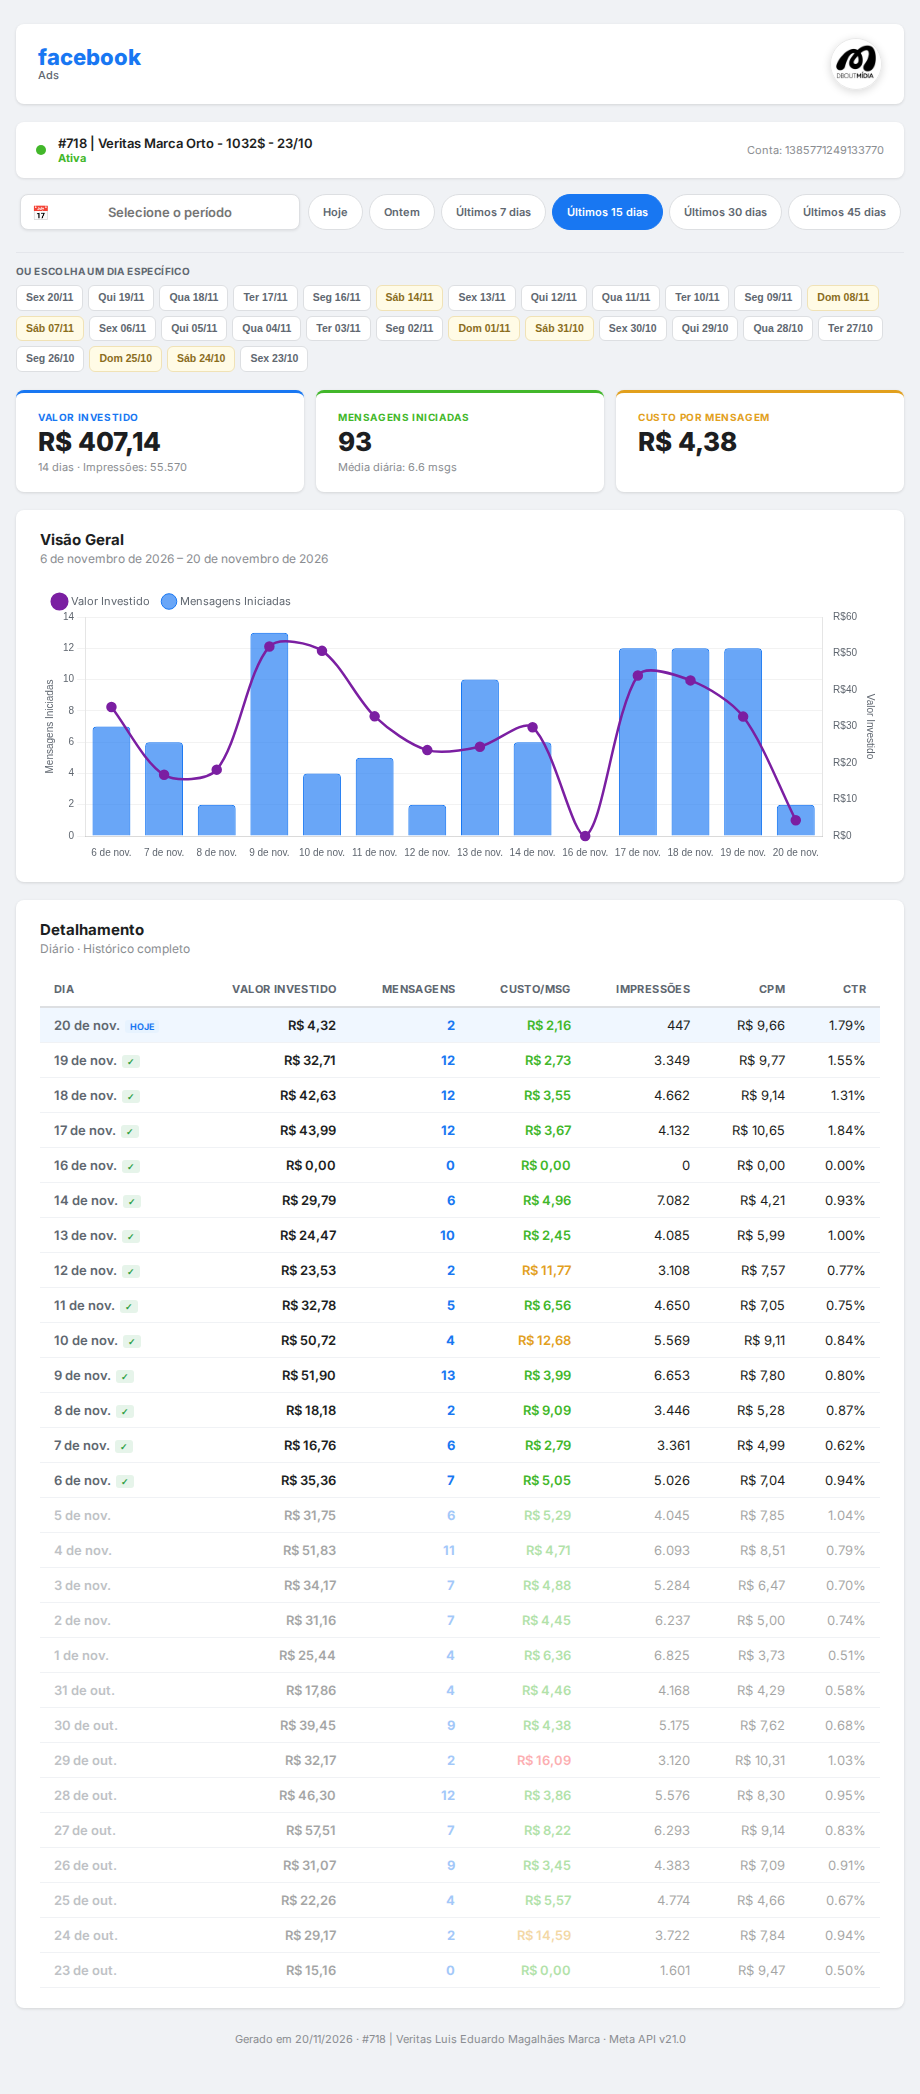 facebook
Ads
DBOUTMÍDIA
#718 | Veritas Marca Orto - 1032$ - 23/10
Ativa
Conta: 1385771249133770
Selecione o período
Hoje Ontem Últimos 7 dias Últimos 15 dias Últimos 30 dias Últimos 45 dias
OU ESCOLHA UM DIA ESPECÍFICO
Sex 20/11 Qui 19/11 Qua 18/11 Ter 17/11 Seg 16/11 Sáb 14/11 Sex 13/11 Qui 12/11 Qua 11/11 Ter 10/11 Seg 09/11 Dom 08/11
Sáb 07/11 Sex 06/11 Qui 05/11 Qua 04/11 Ter 03/11 Seg 02/11 Dom 01/11 Sáb 31/10 Sex 30/10 Qui 29/10 Qua 28/10 Ter 27/10
Seg 26/10 Dom 25/10 Sáb 24/10 Sex 23/10
VALOR INVESTIDO
R$ 407,14
14 dias · Impressões: 55.570
MENSAGENS INICIADAS
93
Média diária: 6.6 msgs
CUSTO POR MENSAGEM
R$ 4,38
Visão Geral
6 de novembro de 2026 – 20 de novembro de 2026
Valor Investido Mensagens Iniciadas
14
12
10
8
6
4
2
0
Mensagens Iniciadas
R$60
R$50
R$40
R$30
R$20
R$10
R$0
Valor Investido
6 de nov. 7 de nov. 8 de nov. 9 de nov. 10 de nov. 11 de nov. 12 de nov. 13 de nov. 14 de nov. 16 de nov. 17 de nov. 18 de nov. 19 de nov. 20 de nov.
Detalhamento
Diário · Histórico completo
DIA VALOR INVESTIDO MENSAGENS CUSTO/MSG IMPRESSÕES CPM CTR
20 de nov. HOJE R$ 4,32 2 R$ 2,16 447 R$ 9,66 1.79%
19 de nov. ✓ R$ 32,71 12 R$ 2,73 3.349 R$ 9,77 1.55%
18 de nov. ✓ R$ 42,63 12 R$ 3,55 4.662 R$ 9,14 1.31%
17 de nov. ✓ R$ 43,99 12 R$ 3,67 4.132 R$ 10,65 1.84%
16 de nov. ✓ R$ 0,00 0 R$ 0,00 0 R$ 0,00 0.00%
14 de nov. ✓ R$ 29,79 6 R$ 4,96 7.082 R$ 4,21 0.93%
13 de nov. ✓ R$ 24,47 10 R$ 2,45 4.085 R$ 5,99 1.00%
12 de nov. ✓ R$ 23,53 2 R$ 11,77 3.108 R$ 7,57 0.77%
11 de nov. ✓ R$ 32,78 5 R$ 6,56 4.650 R$ 7,05 0.75%
10 de nov. ✓ R$ 50,72 4 R$ 12,68 5.569 R$ 9,11 0.84%
9 de nov. ✓ R$ 51,90 13 R$ 3,99 6.653 R$ 7,80 0.80%
8 de nov. ✓ R$ 18,18 2 R$ 9,09 3.446 R$ 5,28 0.87%
7 de nov. ✓ R$ 16,76 6 R$ 2,79 3.361 R$ 4,99 0.62%
6 de nov. ✓ R$ 35,36 7 R$ 5,05 5.026 R$ 7,04 0.94%
5 de nov. R$ 31,75 6 R$ 5,29 4.045 R$ 7,85 1.04%
4 de nov. R$ 51,83 11 R$ 4,71 6.093 R$ 8,51 0.79%
3 de nov. R$ 34,17 7 R$ 4,88 5.284 R$ 6,47 0.70%
2 de nov. R$ 31,16 7 R$ 4,45 6.237 R$ 5,00 0.74%
1 de nov. R$ 25,44 4 R$ 6,36 6.825 R$ 3,73 0.51%
31 de out. R$ 17,86 4 R$ 4,46 4.168 R$ 4,29 0.58%
30 de out. R$ 39,45 9 R$ 4,38 5.175 R$ 7,62 0.68%
29 de out. R$ 32,17 2 R$ 16,09 3.120 R$ 10,31 1.03%
28 de out. R$ 46,30 12 R$ 3,86 5.576 R$ 8,30 0.95%
27 de out. R$ 57,51 7 R$ 8,22 6.293 R$ 9,14 0.83%
26 de out. R$ 31,07 9 R$ 3,45 4.383 R$ 7,09 0.91%
25 de out. R$ 22,26 4 R$ 5,57 4.774 R$ 4,66 0.67%
24 de out. R$ 29,17 2 R$ 14,59 3.722 R$ 7,84 0.94%
23 de out. R$ 15,16 0 R$ 0,00 1.601 R$ 9,47 0.50%
Gerado em 20/11/2026 · #718 | Veritas Luis Eduardo Magalhães Marca · Meta API v21.0